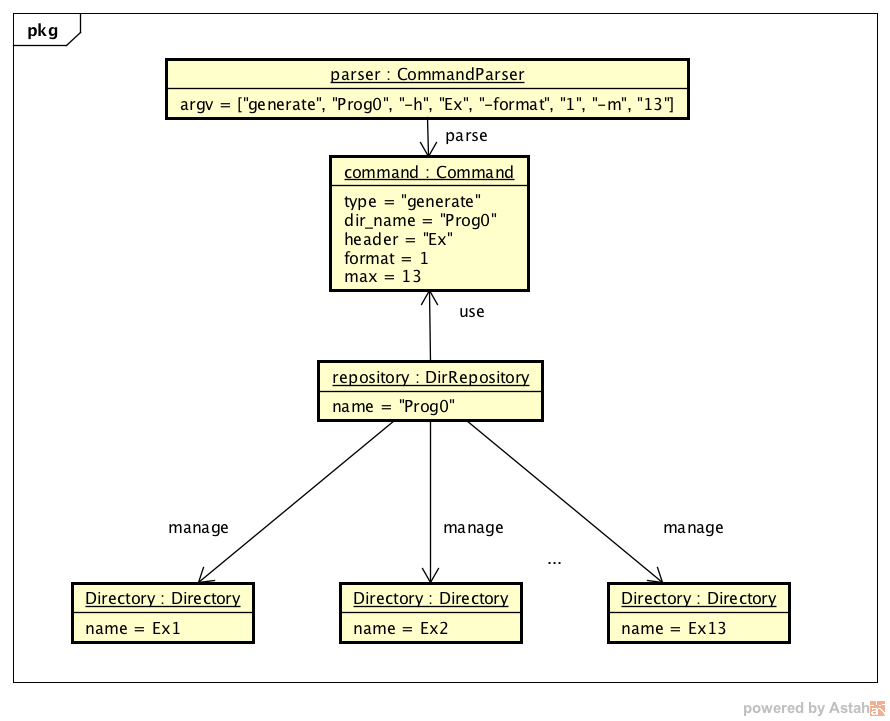 pkg
parser : CommandParser
argv = ["generate", "Prog0", "-h", "Ex", "-format", "1", "-m", "13"]
parse
command : Command
type = "generate"
dir_name = "Prog0"
header = "Ex"
format = 1
max = 13
use
repository : DirRepository
name = "Prog0"
manage
manage
manage
...
Directory : Directory
name = Ex1
Directory : Directory
name = Ex2
Directory : Directory
name = Ex13
powered by Astah